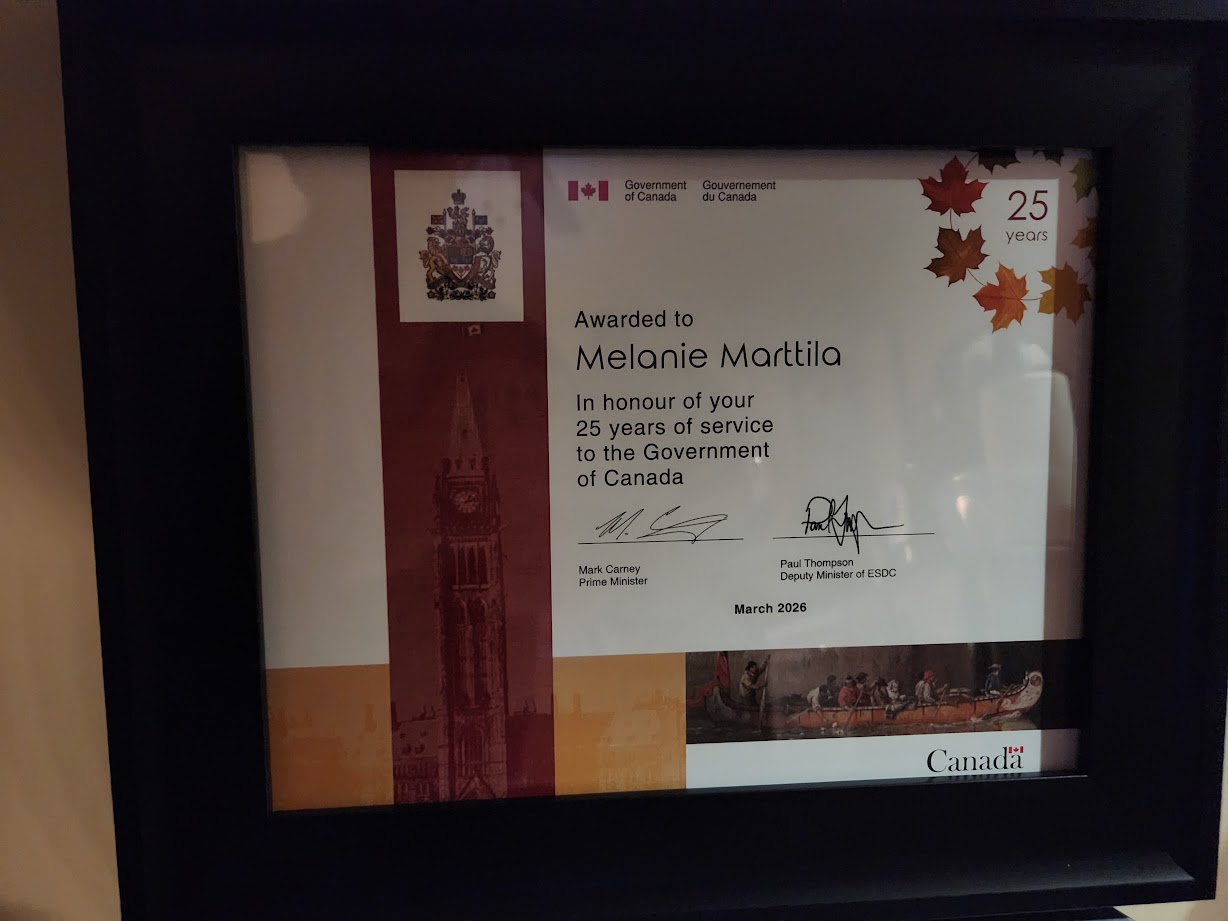 Government of Canada
Gouvernement du Canada
25
years
Awarded to
Melanie Marttila
In honour of your
25 years of service
to the Government
of Canada
M. C
Paul Thompson
Mark Carney
Prime Minister
Paul Thompson
Deputy Minister of ESDC
March 2026
Canada